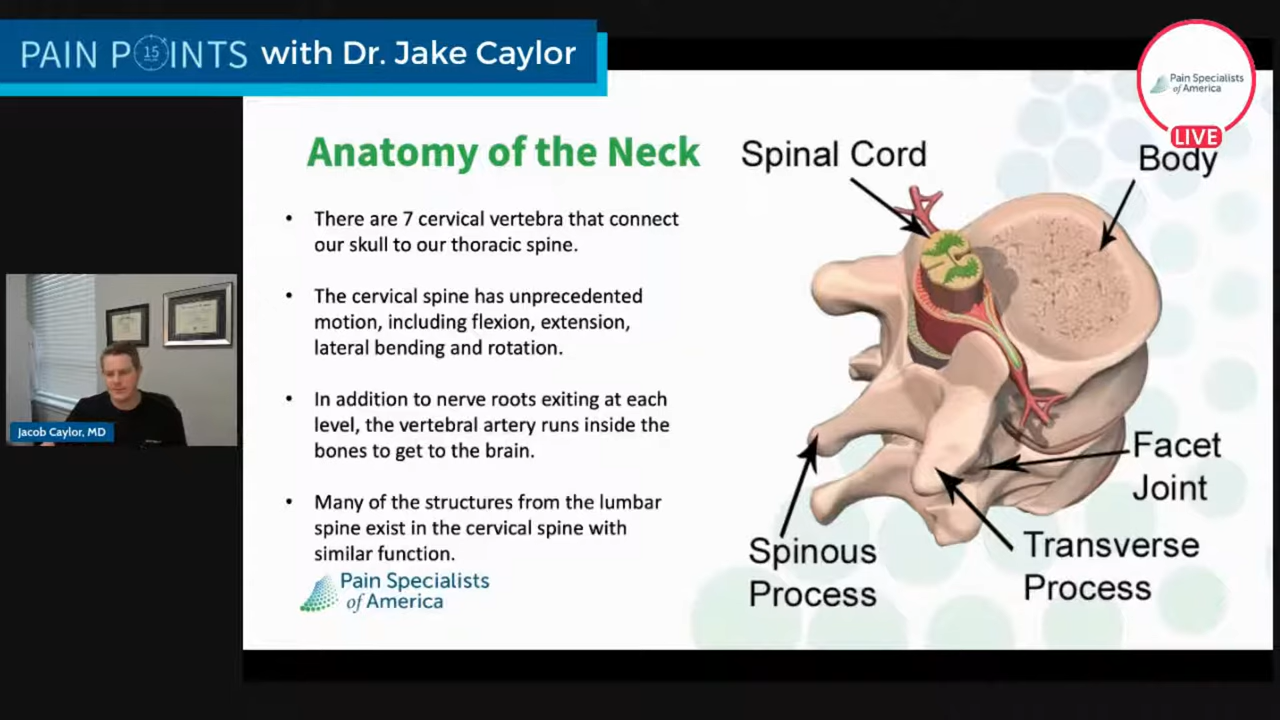 PAIN P15INTS with Dr. Jake Caylor
Pain Specialists
of America
LIVE
Anatomy of the Neck
• There are 7 cervical vertebra that connect
our skull to our thoracic spine.
• The cervical spine has unprecedented
motion, including flexion, extension,
lateral bending and rotation.
• In addition to nerve roots exiting at each
level, the vertebral artery runs inside the
bones to get to the brain.
• Many of the structures from the lumbar
spine exist in the cervical spine with
similar function.
Pain Specialists
of America
Spinal Cord
Body
Facet
Joint
Spinous
Process
Transverse
Process
Jacob Caylor, MD